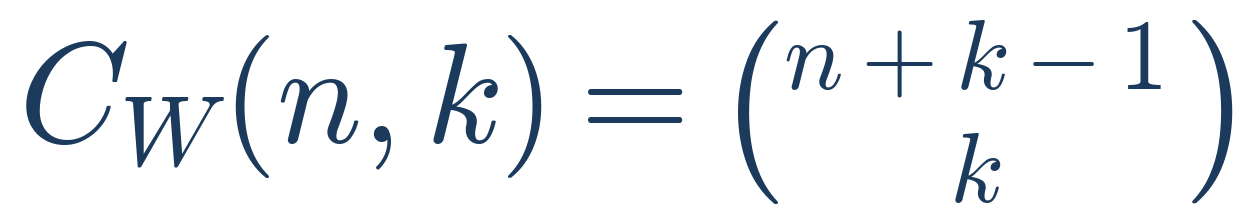 $C_W(n, k) = \binom{n + k - 1}{k}$